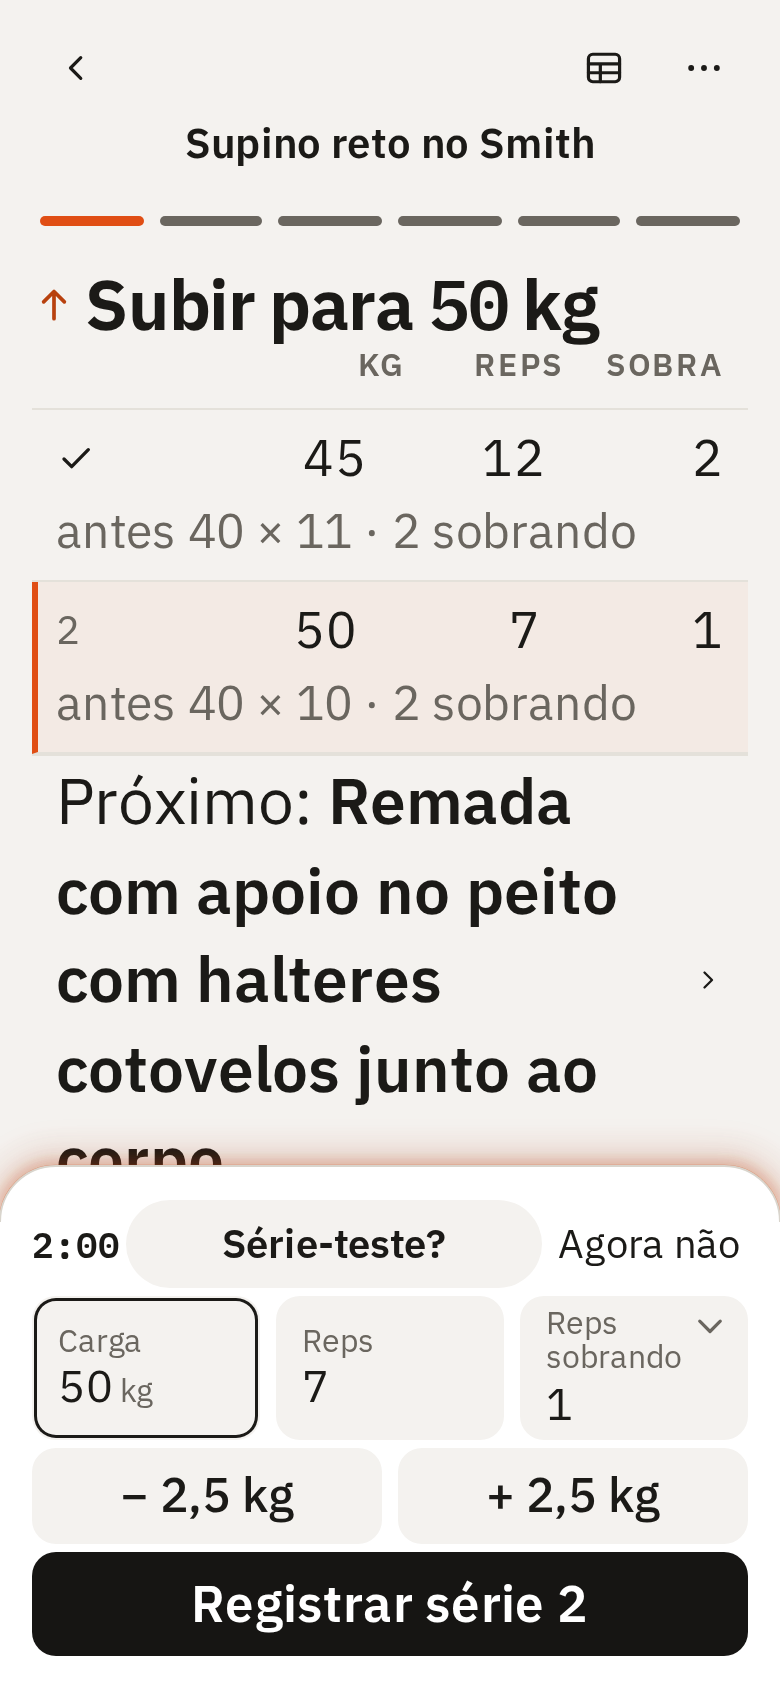 Supino reto no Smith
↑ Subir para 50 kg
KG REPS SOBRA
✓ 45 12 2
antes 40 × 11 · 2 sobrando
2 50 7 1
antes 40 × 10 · 2 sobrando
Próximo: Remada
com apoio no peito
com halteres
cotovelos junto ao
corpo
2:00 Série-teste? Agora não
Carga
50 kg
Reps
7
Reps
sobrando
1
− 2,5 kg + 2,5 kg
Registrar série 2